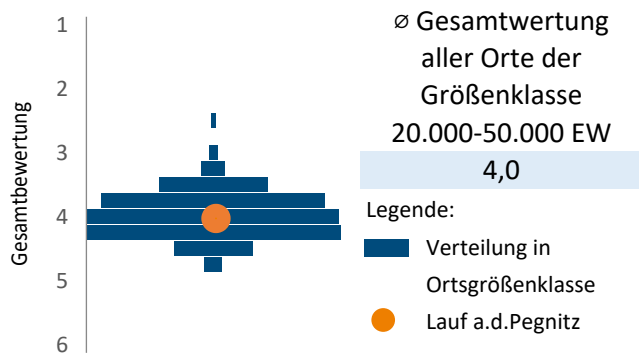 Gesamtbewertung
1
2
3
4
5
6
⌀ Gesamtwertung
aller Orte der
Größenklasse
20.000-50.000 EW
4,0
Legende:
Verteilung in
Ortsgrößenklasse
Lauf a.d.Pegnitz